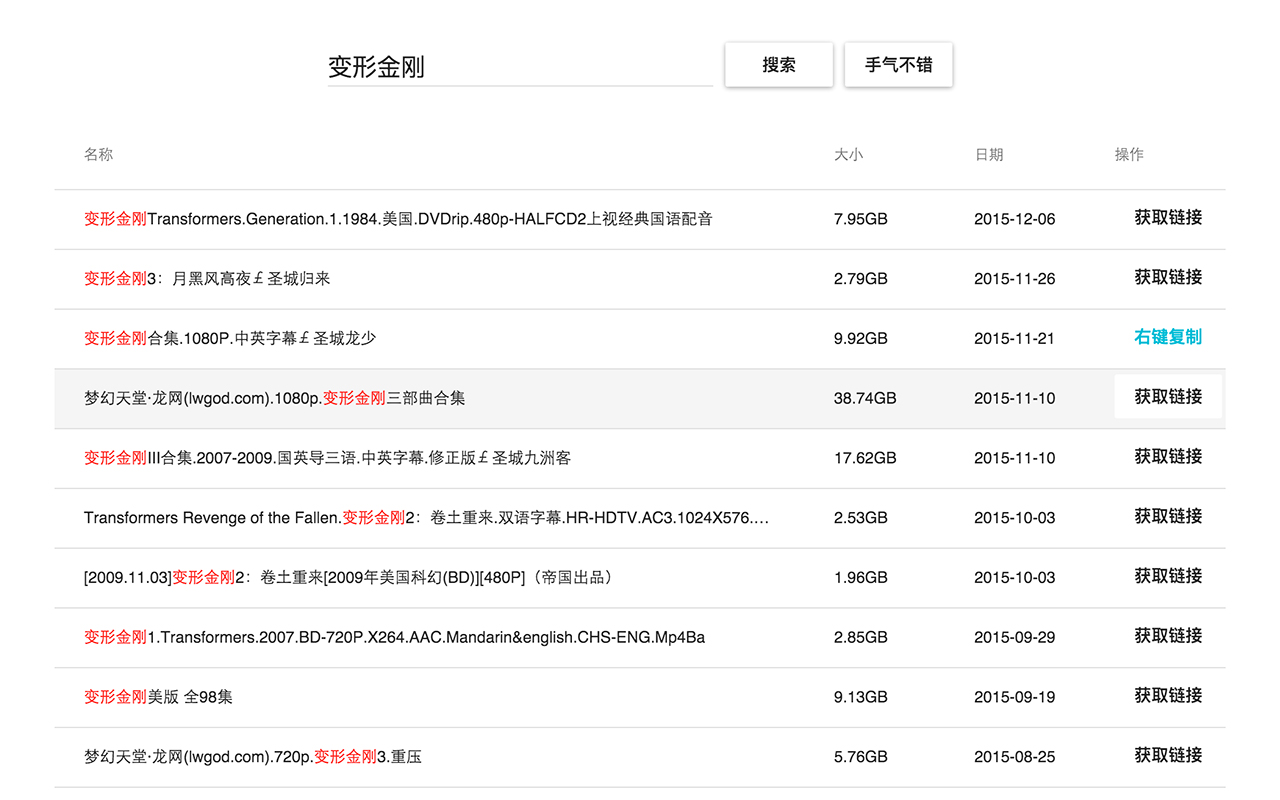 变形金刚 搜索 手气不错
名称 大小 日期 操作
变形金刚Transformers.Generation.1.1984.美国.DVDrip.480p-HALFCD2上视经典国语配音 7.95GB 2015-12-06 获取链接
变形金刚3：月黑风高夜￡圣城归来 2.79GB 2015-11-26 获取链接
变形金刚合集.1080P.中英字幕￡圣城龙少 9.92GB 2015-11-21 右键复制
梦幻天堂·龙网(lwgod.com).1080p.变形金刚三部曲合集 38.74GB 2015-11-10 获取链接
变形金刚III合集.2007-2009.国英导三语.中英字幕.修正版￡圣城九洲客 17.62GB 2015-11-10 获取链接
Transformers Revenge of the Fallen.变形金刚2：卷土重来.双语字幕.HR-HDTV.AC3.1024X576.… 2.53GB 2015-10-03 获取链接
[2009.11.03]变形金刚2：卷土重来[2009年美国科幻(BD)][480P]（帝国出品） 1.96GB 2015-10-03 获取链接
变形金刚1.Transformers.2007.BD-720P.X264.AAC.Mandarin&english.CHS-ENG.Mp4Ba 2.85GB 2015-09-29 获取链接
变形金刚美版 全98集 9.13GB 2015-09-19 获取链接
梦幻天堂·龙网(lwgod.com).720p.变形金刚3.重压 5.76GB 2015-08-25 获取链接